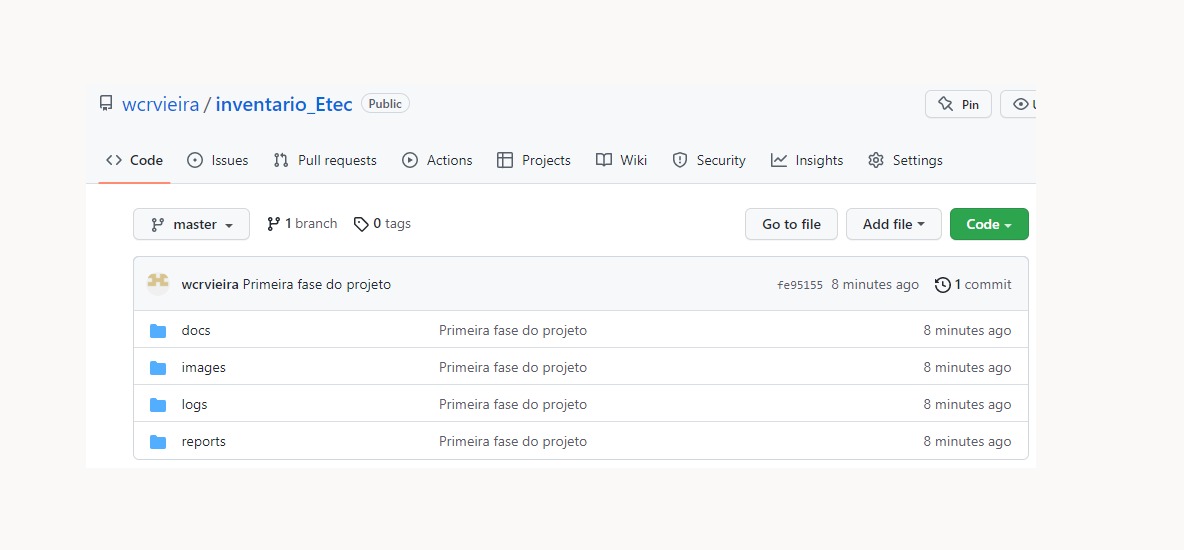 wcrvieira / inventario_Etec Public Pin
Code Issues Pull requests Actions Projects Wiki Security Insights Settings
master 1 branch 0 tags Go to file Add file Code
wcrvieira Primeira fase do projeto fe95155 8 minutes ago 1 commit
docs Primeira fase do projeto 8 minutes ago
images Primeira fase do projeto 8 minutes ago
logs Primeira fase do projeto 8 minutes ago
reports Primeira fase do projeto 8 minutes ago